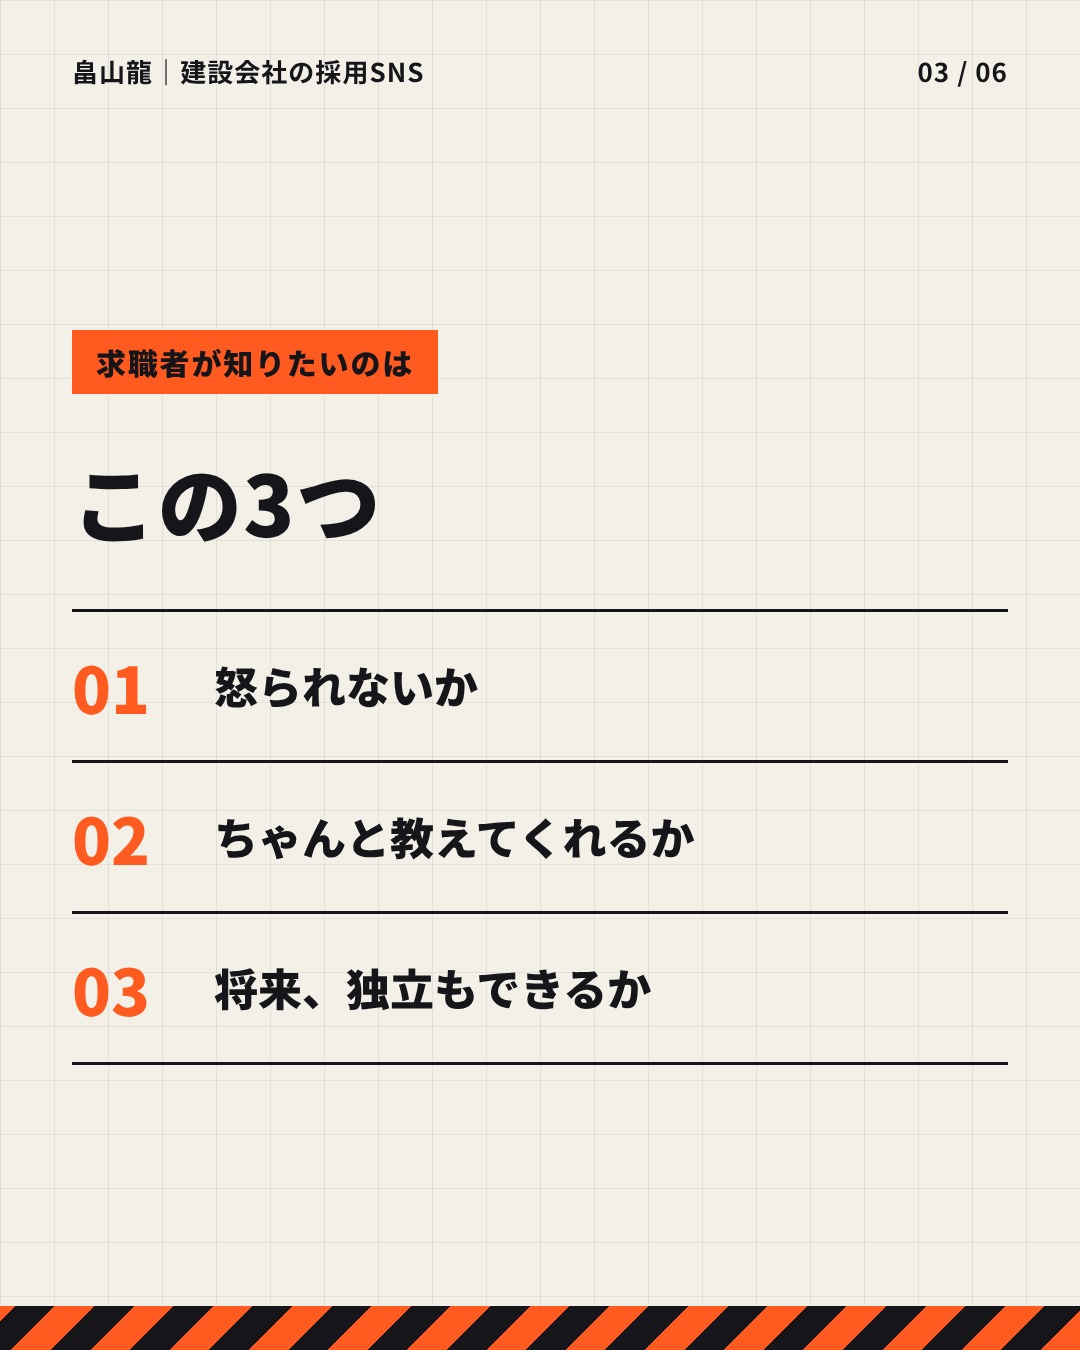 畠山龍｜建設会社の採用SNS
03 / 06
求職者が知りたいのは
この3つ
01 怒られないか
02 ちゃんと教えてくれるか
03 将来、独立もできるか